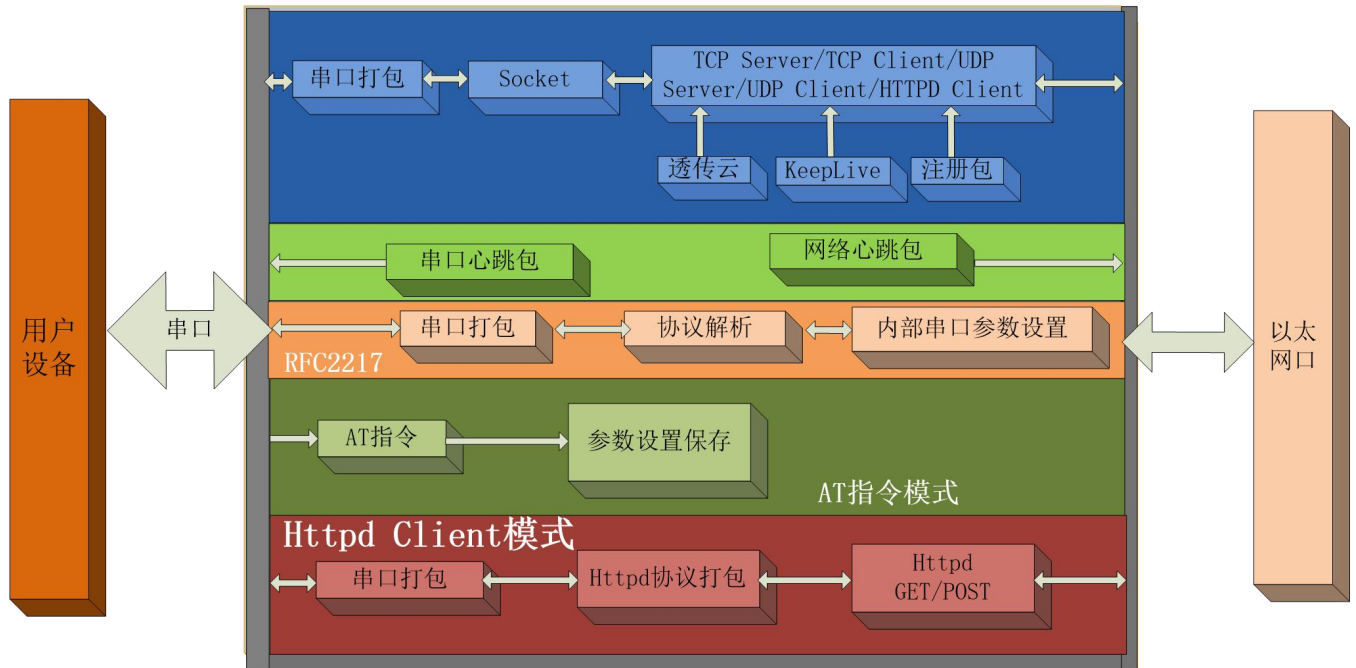 串口打包
Socket
TCP Server/TCP Client/UDP
Server/UDP Client/HTTPD Client
透传云
KeepLive
注册包
串口心跳包
网络心跳包
用户
设备
串口
串口打包
协议解析
内部串口参数设置
RFC2217
以太
网口
AT指令
参数设置保存
AT指令模式
Httpd Client模式
串口打包
Httpd协议打包
Httpd
GET/POST